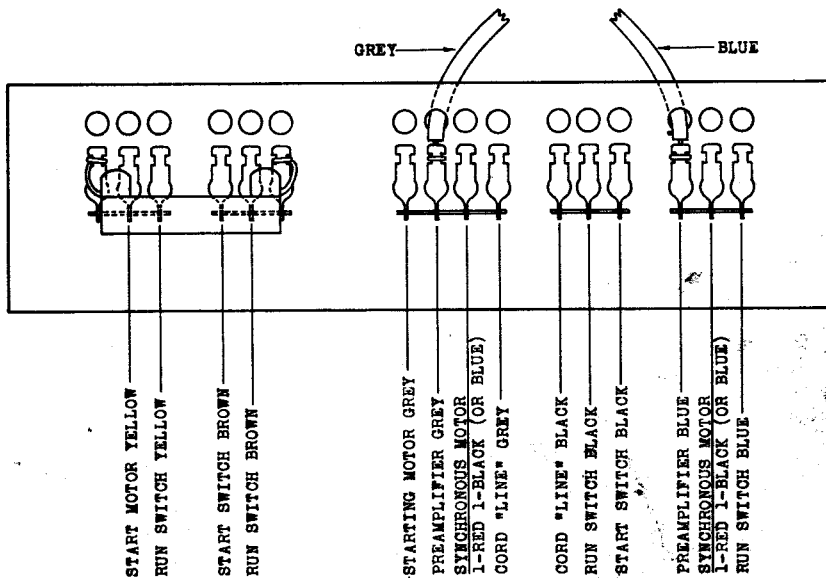 GREY
BLUE
START MOTOR YELLOW
RUN SWITCH YELLOW
START SWITCH BROWN
RUN SWITCH BROWN
STARTING MOTOR GREY
PREAMPLIFIER GREY
SYNCHRONOUS MOTOR
1-RED 1-BLACK (OR BLUE)
CORD "LINE" GREY
CORD "LINE" BLACK
RUN SWITCH BLACK
START SWITCH BLACK
PREAMPLIFIER BLUE
SYNCHRONOUS MOTOR
1-RED 1-BLACK (OR BLUE)
RUN SWITCH BLUE